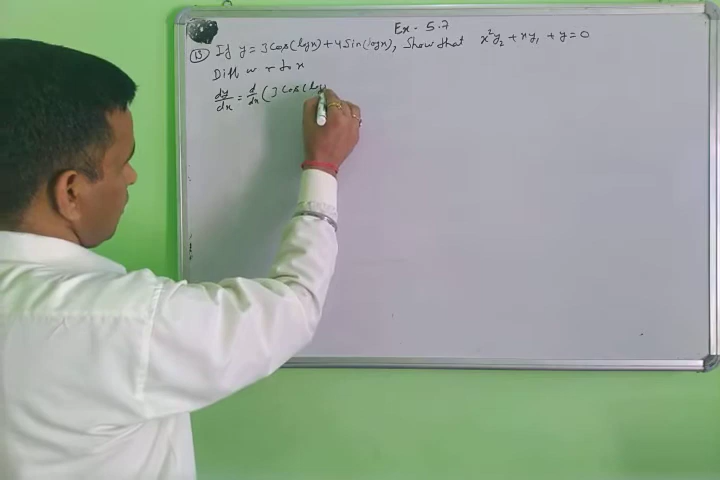 Ex - 5.7
(13) If y = 3Cos(logx) + 4Sin(logx), Show that x²y₂ + xy₁ + y = 0
Diff w r to x
dy/dx = d/dx (3 Cos(log